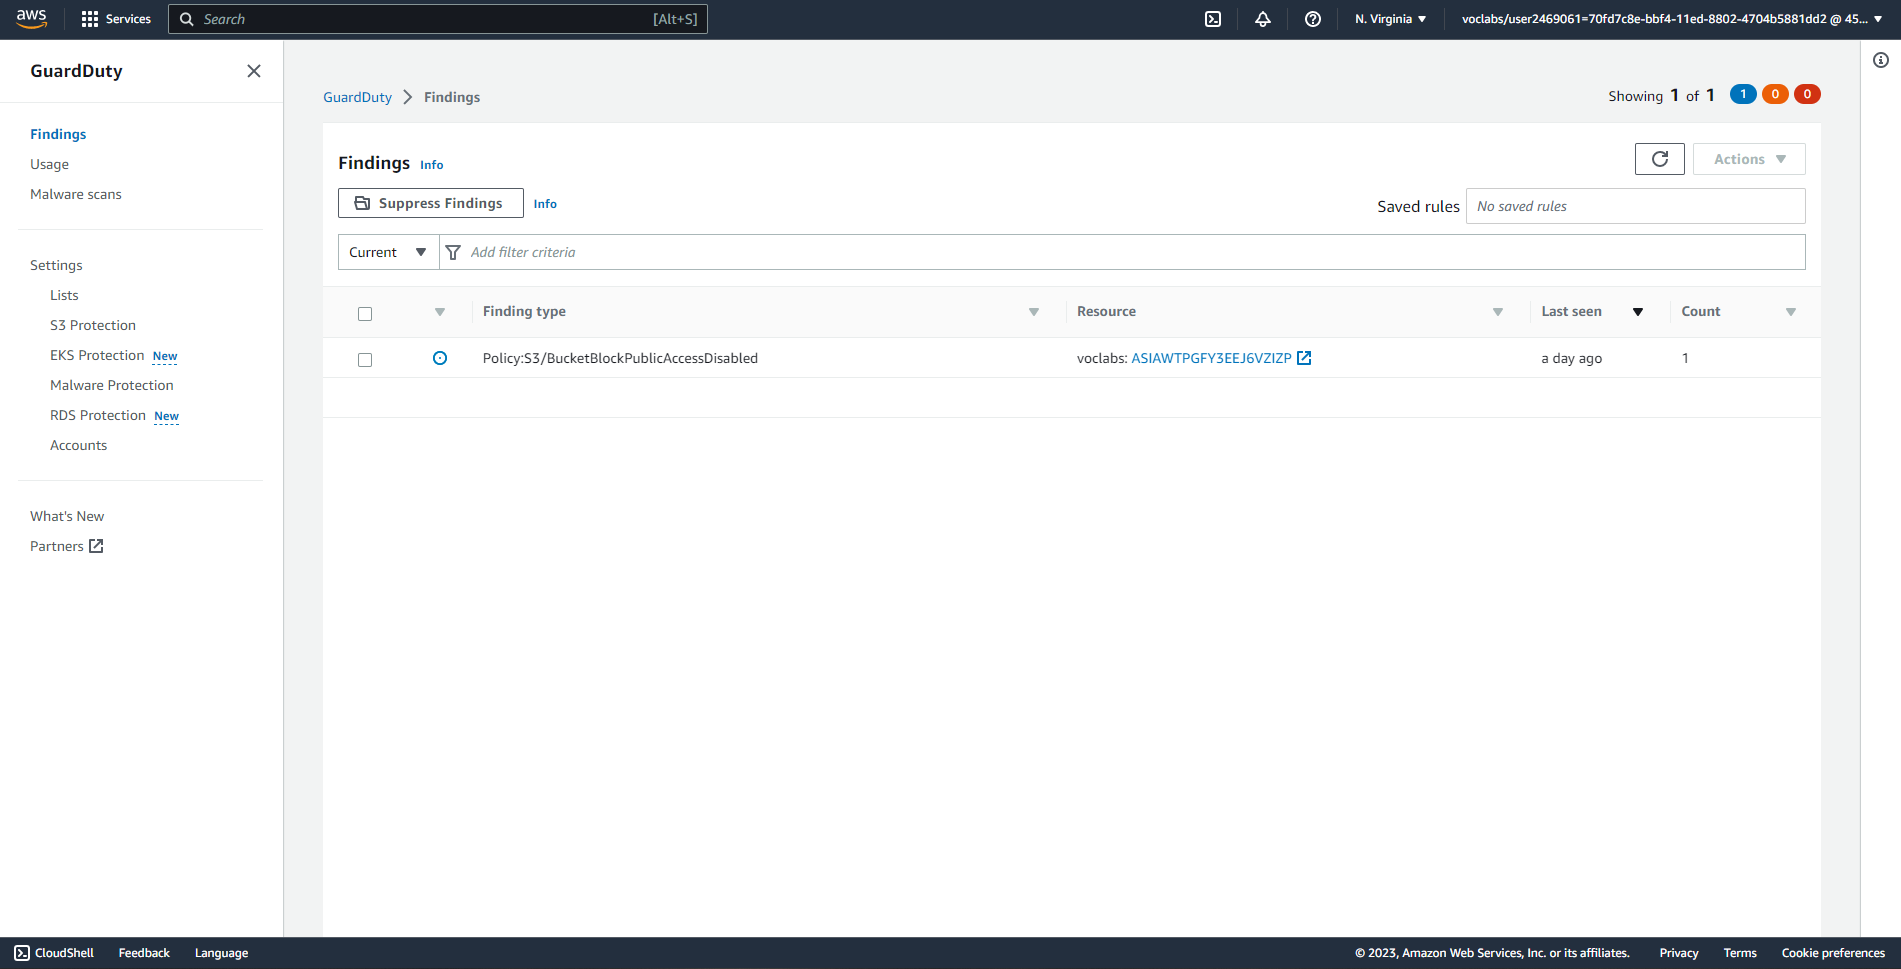 aws
Services
Search
[Alt+S]
N. Virginia
voclabs/user2469061=70fd7c8e-bbf4-11ed-8802-4704b5881dd2 @ 45...
GuardDuty
Findings
Usage
Malware scans
Settings
Lists
S3 Protection
EKS Protection New
Malware Protection
RDS Protection New
Accounts
What's New
Partners
GuardDuty Findings
Showing 1 of 1 1 0 0
Findings Info
Actions
Suppress Findings Info
Saved rules No saved rules
Current Add filter criteria
Finding type Resource Last seen Count
Policy:S3/BucketBlockPublicAccessDisabled voclabs: ASIAWTPGFY3EEJ6VZIZP a day ago 1
CloudShell Feedback Language
© 2023, Amazon Web Services, Inc. or its affiliates. Privacy Terms Cookie preferences